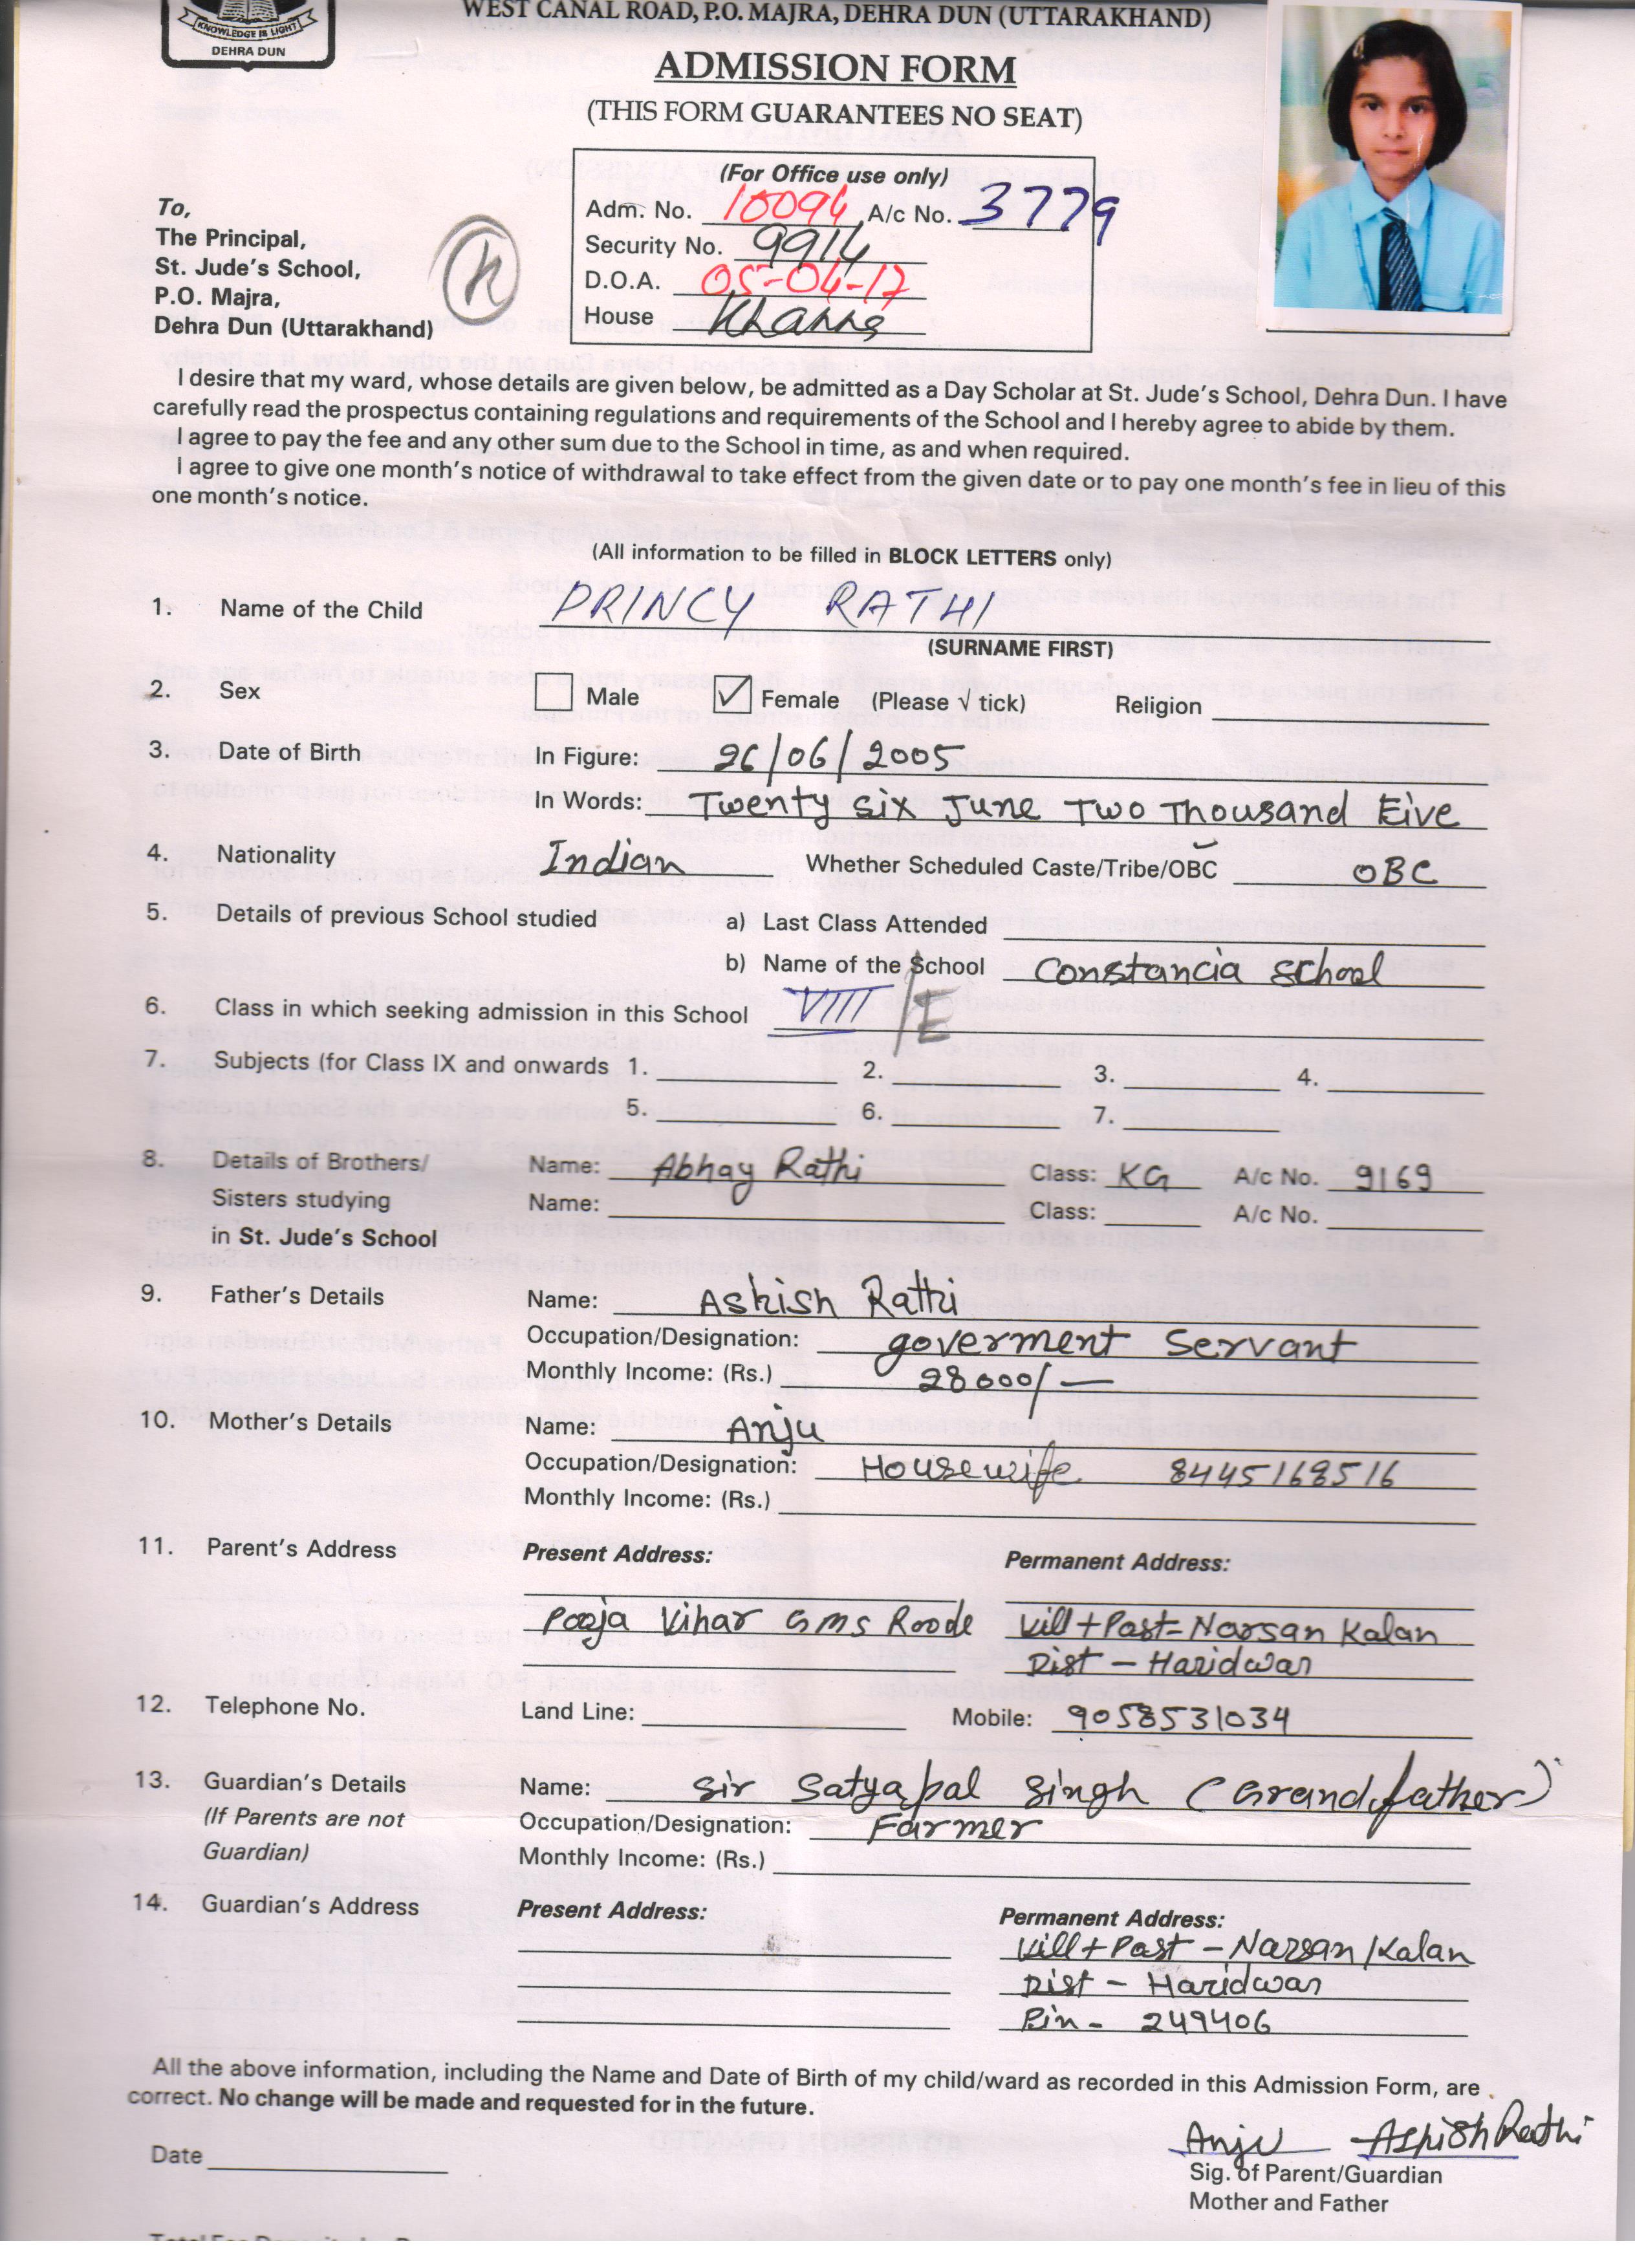 KNOWLEDGE IS LIGHT
DEHRA DUN
WEST CANAL ROAD, P.O. MAJRA, DEHRA DUN (UTTARAKHAND)
ADMISSION FORM
(THIS FORM GUARANTEES NO SEAT)
(For Office use only)
Adm. No. 10094 A/c No. 3779
Security No. 9914
D.O.A. 05-04-17
House Khanna
To,
The Principal,
St. Jude's School,
P.O. Majra,
Dehra Dun (Uttarakhand)
I desire that my ward, whose details are given below, be admitted as a Day Scholar at St. Jude's School, Dehra Dun. I have
carefully read the prospectus containing regulations and requirements of the School and I hereby agree to abide by them.
I agree to pay the fee and any other sum due to the School in time, as and when required.
I agree to give one month's notice of withdrawal to take effect from the given date or to pay one month's fee in lieu of this
one month's notice.
(All information to be filled in BLOCK LETTERS only)
1. Name of the Child PRINCY RATHI
(SURNAME FIRST)
2. Sex Male ✓ Female (Please √ tick) Religion
3. Date of Birth In Figure: 26/06/2005
In Words: Twenty six June Two Thousand Five
4. Nationality Indian Whether Scheduled Caste/Tribe/OBC OBC
5. Details of previous School studied a) Last Class Attended
b) Name of the School Constancia School
6. Class in which seeking admission in this School VIII/E
7. Subjects (for Class IX and onwards 1. 2. 3. 4.
5. 6. 7.
8. Details of Brothers/ Name: Abhay Rathi Class: KG A/c No. 9169
Sisters studying Name: Class: A/c No.
in St. Jude's School
9. Father's Details Name: Ashish Rathi
Occupation/Designation: goverment Servant
Monthly Income: (Rs.) 28000/-
10. Mother's Details Name: Anju
Occupation/Designation: Housewife 8445168516
Monthly Income: (Rs.)
11. Parent's Address Present Address: Permanent Address:
Pooja Vihar GMS Roode Vill+Post-Narsan Kalan
Dist - Haridwar
12. Telephone No. Land Line: Mobile: 9058531034
13. Guardian's Details Name: Sir Satyapal Singh (Grandfather)
(If Parents are not Occupation/Designation: Farmer
Guardian) Monthly Income: (Rs.)
14. Guardian's Address Present Address: Permanent Address:
Vill+Post - Narsan Kalan
Dist - Haridwar
Pin - 249406
All the above information, including the Name and Date of Birth of my child/ward as recorded in this Admission Form, are
correct. No change will be made and requested for in the future.
Anju Ashish Rathi
Date Sig. of Parent/Guardian
Mother and Father